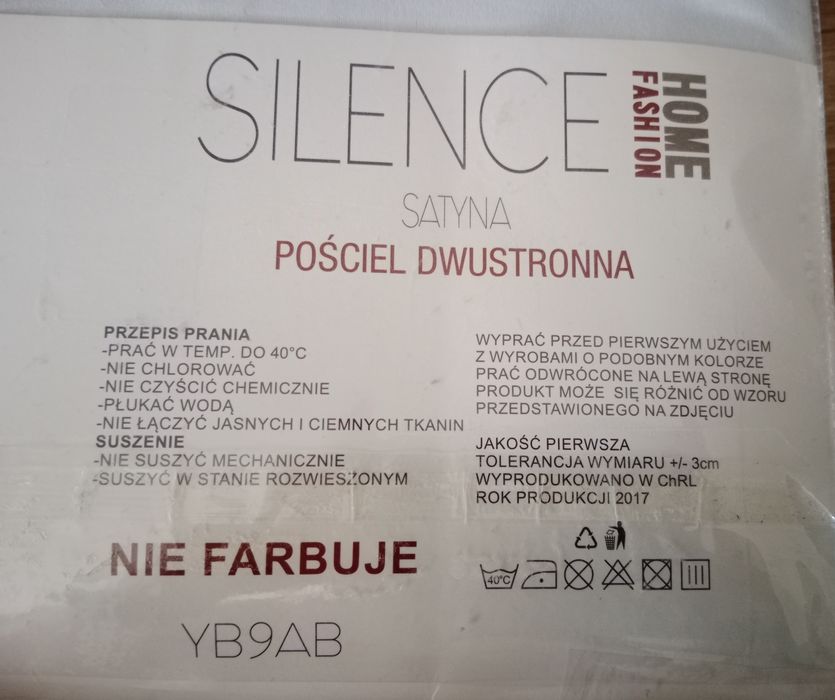 SILENCE
HOME
FASHION
SATYNA
POŚCIEL DWUSTRONNA
PRZEPIS PRANIA
-PRAĆ W TEMP. DO 40°C
-NIE CHLOROWAĆ
-NIE CZYŚCIĆ CHEMICZNIE
-PŁUKAĆ WODĄ
-NIE ŁĄCZYĆ JASNYCH I CIEMNYCH TKANIN
SUSZENIE
-NIE SUSZYĆ MECHANICZNIE
-SUSZYĆ W STANIE ROZWIESZONYM
WYPRAĆ PRZED PIERWSZYM UŻYCIEM
Z WYROBAMI O PODOBNYM KOLORZE
PRAĆ ODWRÓCONE NA LEWĄ STRONĘ
PRODUKT MOŻE SIĘ RÓŻNIĆ OD WZORU
PRZEDSTAWIONEGO NA ZDJĘCIU
JAKOŚĆ PIERWSZA
TOLERANCJA WYMIARU +/- 3cm
WYPRODUKOWANO W ChRL
ROK PRODUKCJI 2017
40°C
NIE FARBUJE
YB9AB